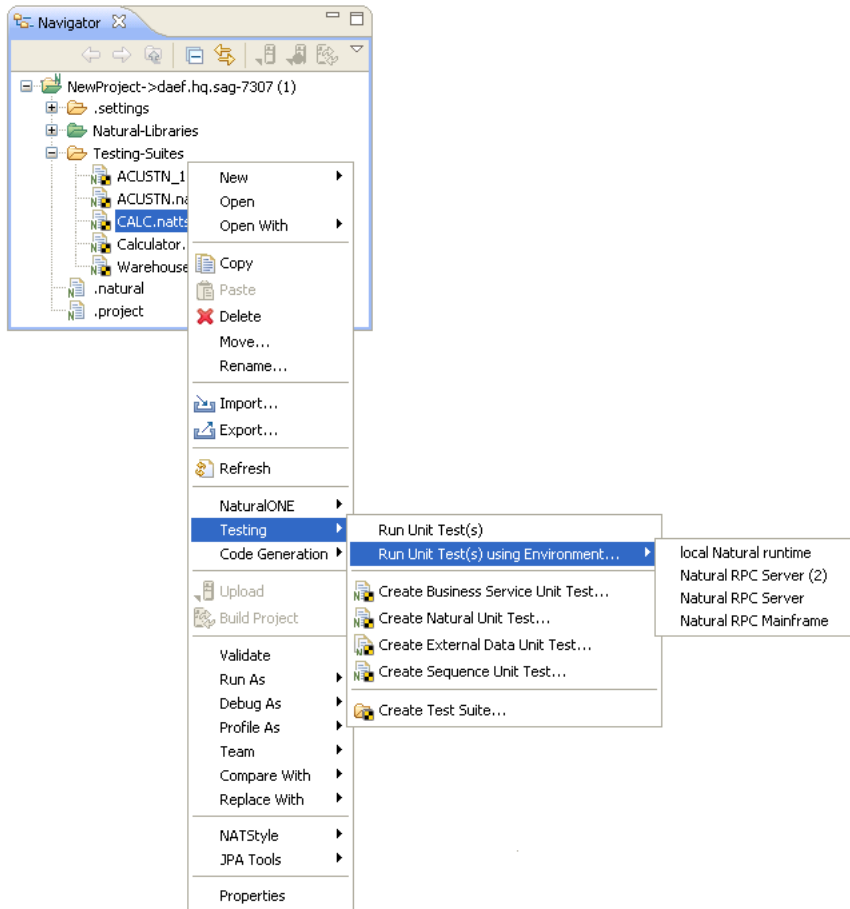 Navigator
NewProject->daef.hq.sag-7307 (1)
.settings
Natural-Libraries
Testing-Suites
ACUSTN_1
ACUSTN.na
CALC.natts
Calculator.
Warehouse
.natural
.project
New
Open
Open With
Copy
Paste
Delete
Move...
Rename...
Import...
Export...
Refresh
NaturalONE
Testing
Code Generation
Upload
Build Project
Validate
Run As
Debug As
Profile As
Team
Compare With
Replace With
NATStyle
JPA Tools
Properties
Run Unit Test(s)
Run Unit Test(s) using Environment...
Create Business Service Unit Test...
Create Natural Unit Test...
Create External Data Unit Test...
Create Sequence Unit Test...
Create Test Suite...
local Natural runtime
Natural RPC Server (2)
Natural RPC Server
Natural RPC Mainframe